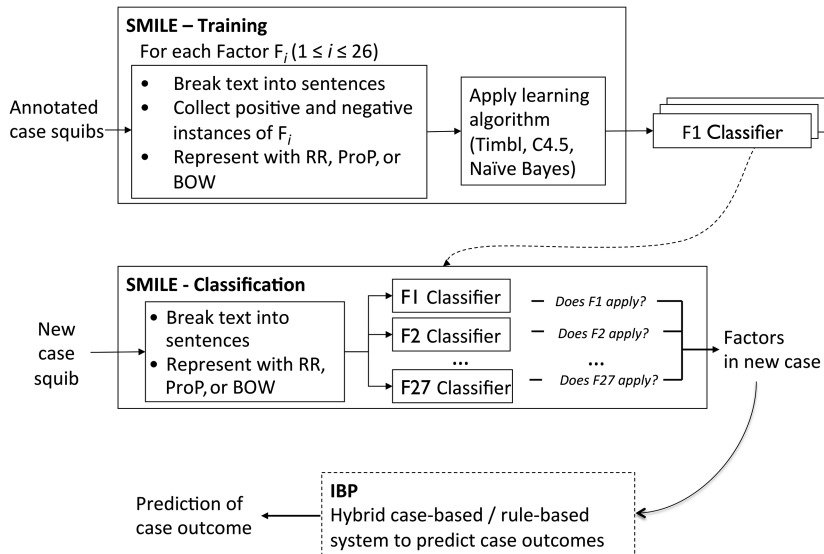 SMILE – Training
For each Factor Fi (1 ≤ i ≤ 26)
• Break text into sentences
• Collect positive and negative
instances of Fi
• Represent with RR, ProP, or
BOW
Annotated
case squibs
Apply learning
algorithm
(Timbl, C4.5,
Naïve Bayes)
F1 Classifier
SMILE - Classification
• Break text into
sentences
• Represent with RR,
ProP, or BOW
New
case
squib
F1 Classifier
F2 Classifier
...
F27 Classifier
— Does F1 apply?
— Does F2 apply?
...
— Does F27 apply?
Factors
in new case
IBP
Hybrid case-based / rule-based
system to predict case outcomes
Prediction of
case outcome